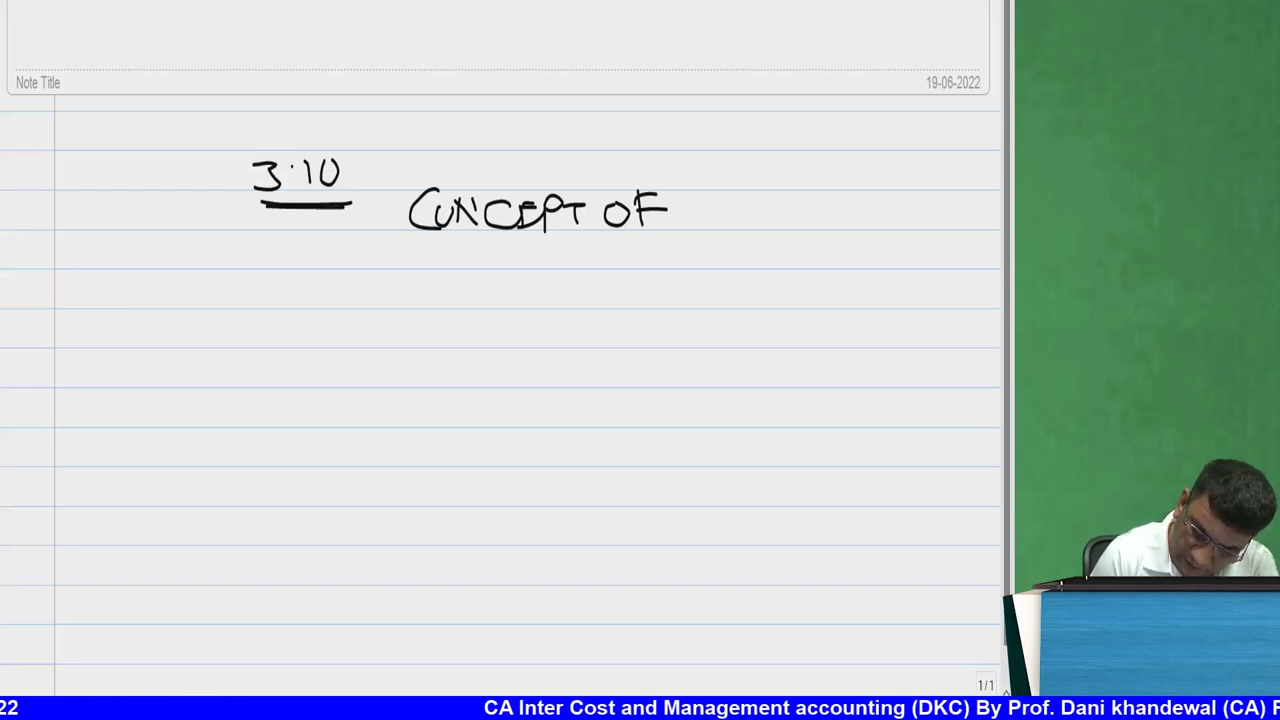 Note Title
19-06-2022
3.10
CONCEPT OF
1/1
22 CA Inter Cost and Management accounting (DKC) By Prof. Dani khandewal (CA) F